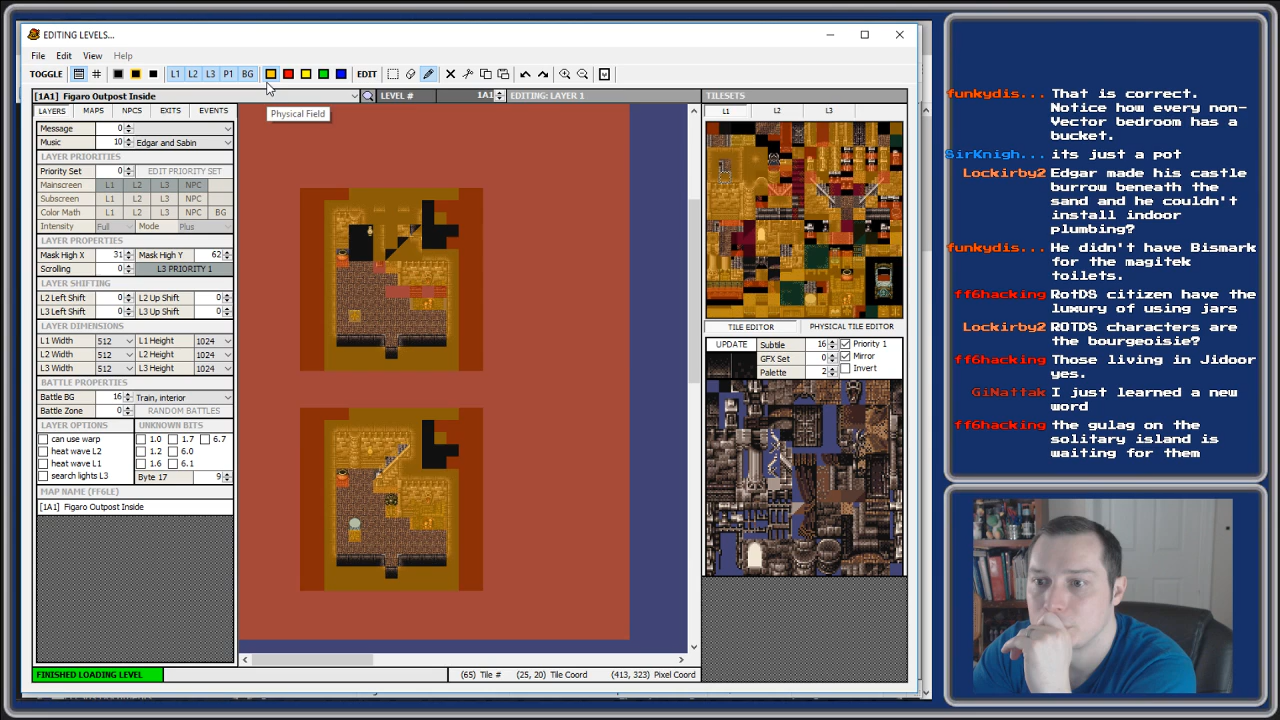 EDITING LEVELS...
File Edit View Help
TOGGLE L1 L2 L3 P1 BG EDIT
[1A1] Figaro Outpost Inside LEVEL # 1A1 EDITING: LAYER 1 TILESETS
LAYERS MAPS NPCS EXITS EVENTS
Physical Field
L1 L2 L3
Message 0
Music 10 Edgar and Sabin
LAYER PRIORITIES
Priority Set 0 EDIT PRIORITY SET
Mainscreen L1 L2 L3 NPC
Subscreen L1 L2 L3 NPC
Color Math L1 L2 L3 NPC BG
Intensity Full Mode Plus
LAYER PROPERTIES
Mask High X 31 Mask High Y 62
Scrolling 0 L3 PRIORITY 1
LAYER SHIFTING
L2 Left Shift 0 L2 Up Shift 0
L3 Left Shift 0 L3 Up Shift 0
LAYER DIMENSIONS
L1 Width 512 L1 Height 1024
L2 Width 512 L2 Height 1024
L3 Width 512 L3 Height 1024
BATTLE PROPERTIES
Battle BG 16 Train, interior
Battle Zone 0 RANDOM BATTLES
LAYER OPTIONS UNKNOWN BITS
can use warp 1.0 1.7 6.7
heat wave L2 1.2 6.0
heat wave L1 1.6 6.1
search lights L3 Byte 17 9
MAP NAME (FF6LE)
[1A1] Figaro Outpost Inside
TILE EDITOR PHYSICAL TILE EDITOR
UPDATE Subtile 16 Priority 1
GFX Set 0 Mirror
Palette 2 Invert
FINISHED LOADING LEVEL
(65) Tile # (25, 20) Tile Coord (413, 323) Pixel Coord
funkydis... That is correct.
Notice how every non-
Vector bedroom has a
bucket.
SirKnigh... its just a pot
Lockirby2 Edgar made his castle
burrow beneath the
sand and he couldn't
install indoor
plumbing?
funkydis... He didn't have Bismark
for the magitek
toilets.
ff6hacking RotDS citizen have the
luxury of using jars
Lockirby2 ROTDS characters are
the bourgeoisie?
ff6hacking Those living in Jidoor
yes.
GiNattak I just learned a new
word
ff6hacking the gulag on the
solitary island is
waiting for them